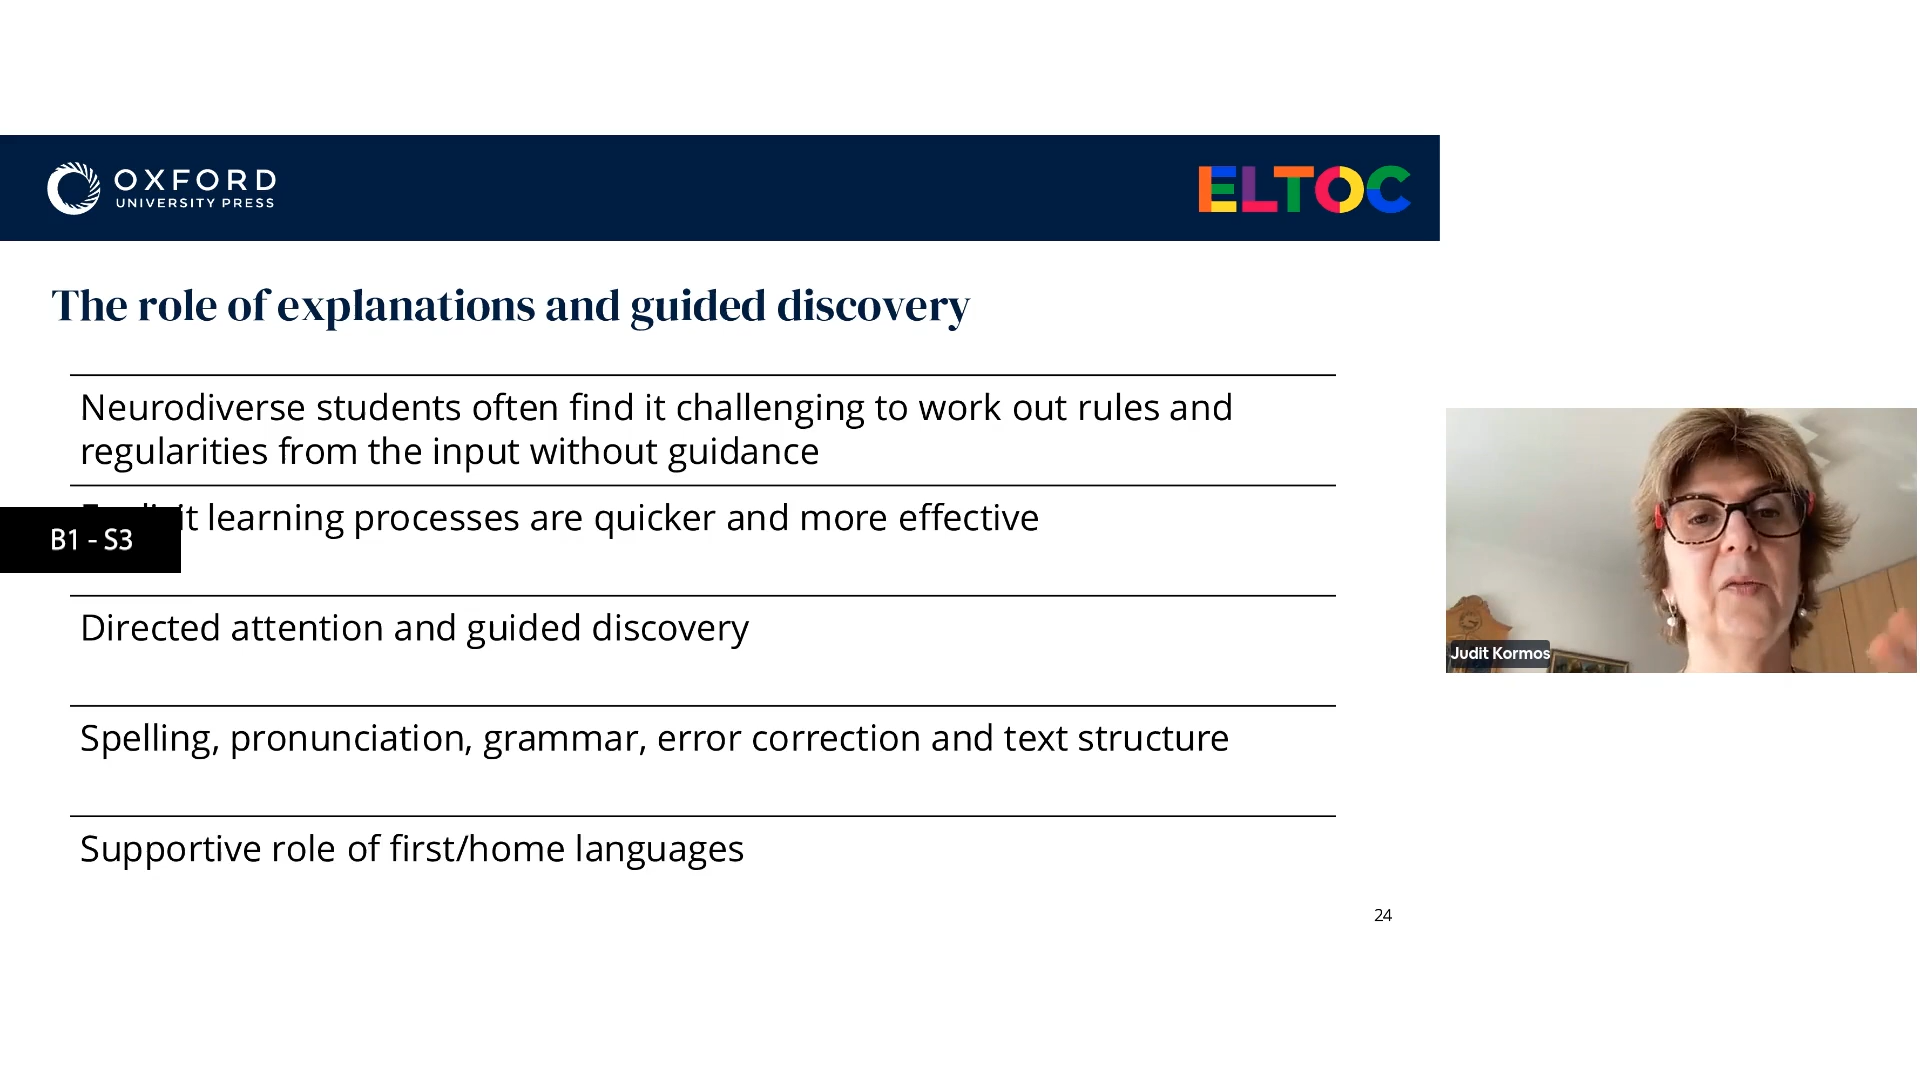 OXFORD
UNIVERSITY PRESS
ELTOC
The role of explanations and guided discovery
Neurodiverse students often find it challenging to work out rules and
regularities from the input without guidance
learning processes are quicker and more effective
B1 - S3
Directed attention and guided discovery
Spelling, pronunciation, grammar, error correction and text structure
Supportive role of first/home languages
Judit Kormos
24